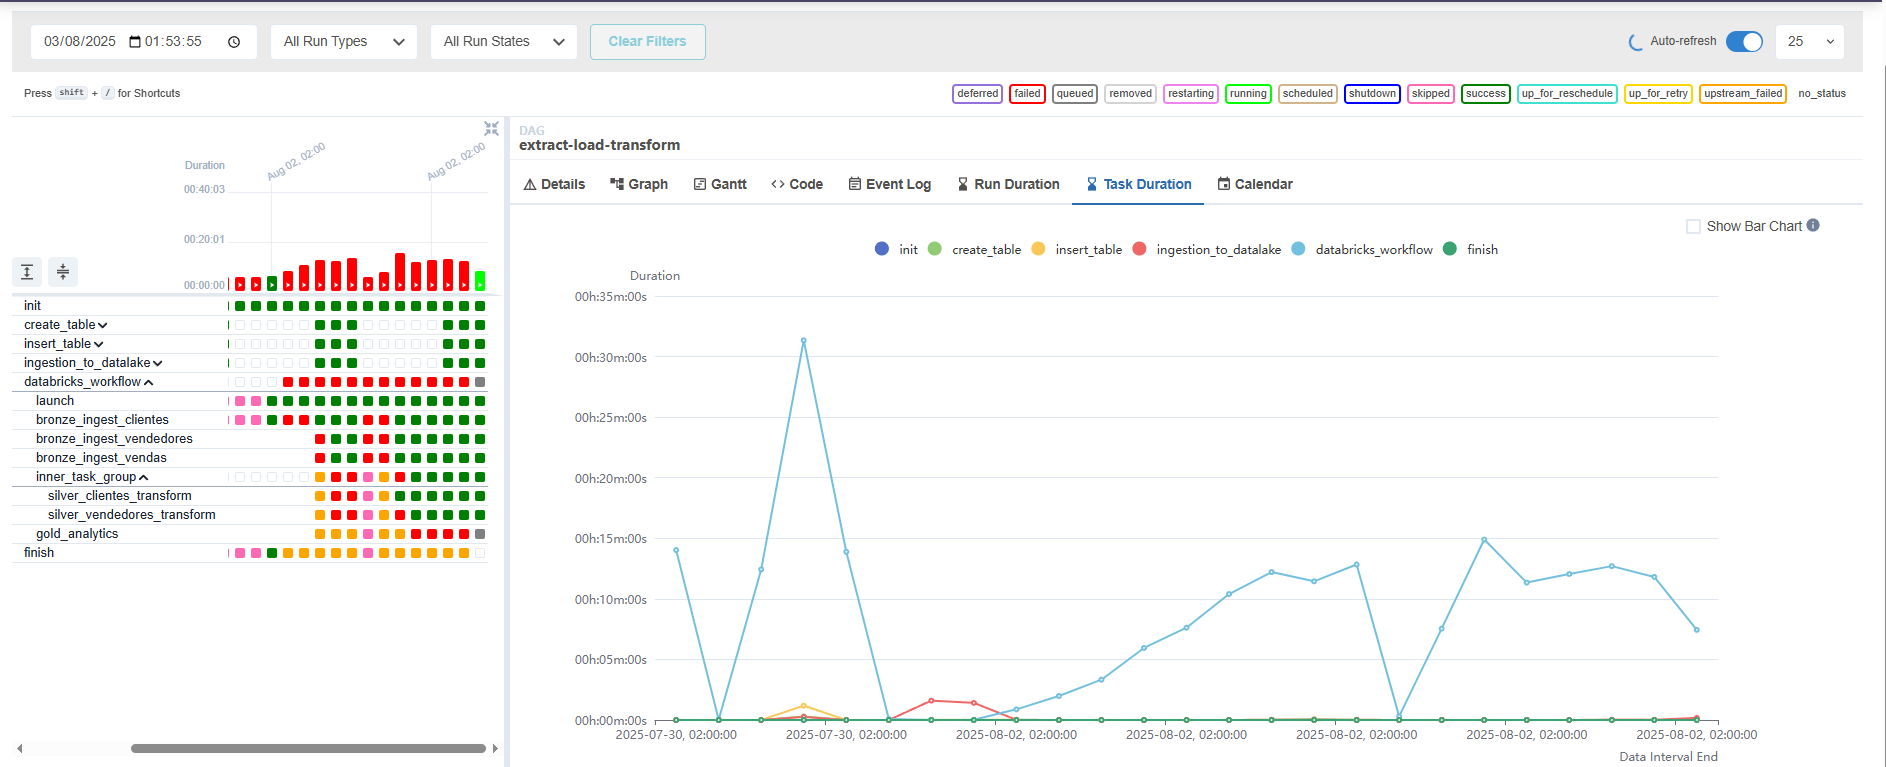 03/08/2025 01:53:55 All Run Types All Run States Clear Filters Auto-refresh 25
Press shift + / for Shortcuts
deferred failed queued removed restarting running scheduled shutdown skipped success up_for_reschedule up_for_retry upstream_failed no_status
Duration
Aug 02, 02:00
Aug 02, 02:00
00:40:03
00:20:01
00:00:00
init
create_table
insert_table
ingestion_to_datalake
databricks_workflow
launch
bronze_ingest_clientes
bronze_ingest_vendedores
bronze_ingest_vendas
inner_task_group
silver_clientes_transform
silver_vendedores_transform
gold_analytics
finish
DAG
extract-load-transform
Details Graph Gantt <> Code Event Log Run Duration Task Duration Calendar
Show Bar Chart
init create_table insert_table ingestion_to_datalake databricks_workflow finish
Duration
00h:35m:00s
00h:30m:00s
00h:25m:00s
00h:20m:00s
00h:15m:00s
00h:10m:00s
00h:05m:00s
00h:00m:00s
2025-07-30, 02:00:00 2025-07-30, 02:00:00 2025-08-02, 02:00:00 2025-08-02, 02:00:00 2025-08-02, 02:00:00 2025-08-02, 02:00:00 2025-08-02, 02:00:00
Data Interval End